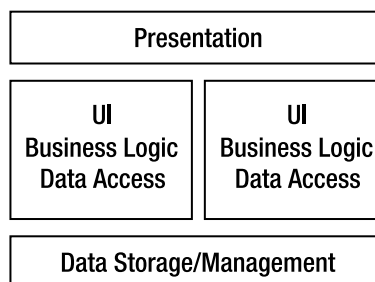 Presentation
UI
Business Logic
Data Access
UI
Business Logic
Data Access
Data Storage/Management